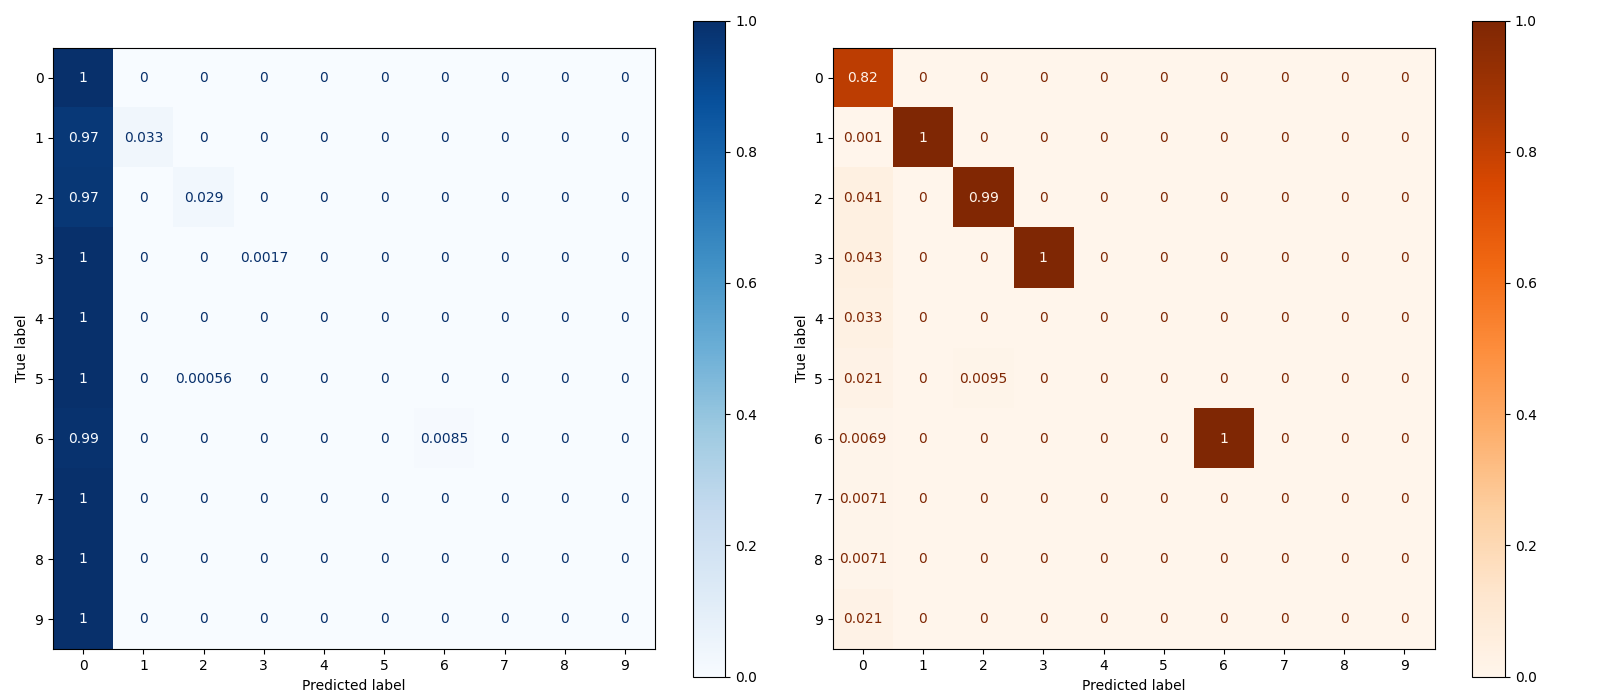 1.0
1.0
0 1 0 0 0 0 0 0 0 0 0
0 0.82 0 0 0 0 0 0 0 0 0
1 0.97 0.033 0 0 0 0 0 0 0 0
1 0.001 1 0 0 0 0 0 0 0 0
0.8
0.8
2 0.97 0 0.029 0 0 0 0 0 0 0
2 0.041 0 0.99 0 0 0 0 0 0 0
3 1 0 0 0.0017 0 0 0 0 0 0
3 0.043 0 0 1 0 0 0 0 0 0
0.6
0.6
4 1 0 0 0 0 0 0 0 0 0
4 0.033 0 0 0 0 0 0 0 0 0
True label
True label
5 1 0 0.00056 0 0 0 0 0 0 0
5 0.021 0 0.0095 0 0 0 0 0 0 0
0.4
0.4
6 0.99 0 0 0 0 0 0.0085 0 0 0
6 0.0069 0 0 0 0 0 1 0 0 0
7 1 0 0 0 0 0 0 0 0 0
7 0.0071 0 0 0 0 0 0 0 0 0
0.2
0.2
8 1 0 0 0 0 0 0 0 0 0
8 0.0071 0 0 0 0 0 0 0 0 0
9 1 0 0 0 0 0 0 0 0 0
9 0.021 0 0 0 0 0 0 0 0 0
0 1 2 3 4 5 6 7 8 9
0 1 2 3 4 5 6 7 8 9
0.0
0.0
Predicted label
Predicted label